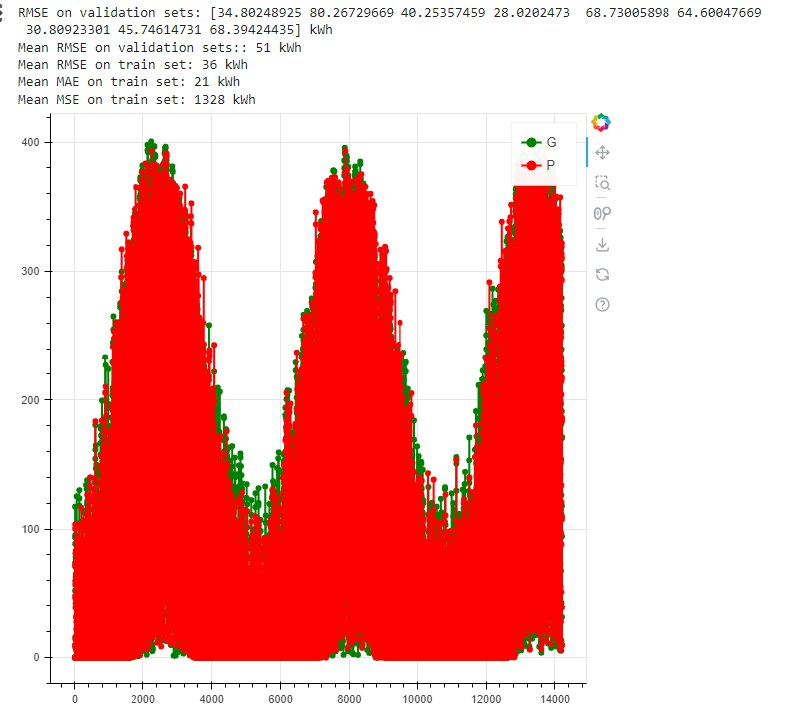 RMSE on validation sets: [34.80248925 80.26729669 40.25357459 28.0202473  68.73005898 64.60047669
 30.80923301 45.74614731 68.39424435] kWh
Mean RMSE on validation sets:: 51 kWh
Mean RMSE on train set: 36 kWh
Mean MAE on train set: 21 kWh
Mean MSE on train set: 1328 kWh
G
P
400
300
200
100
0
0 2000 4000 6000 8000 10000 12000 14000